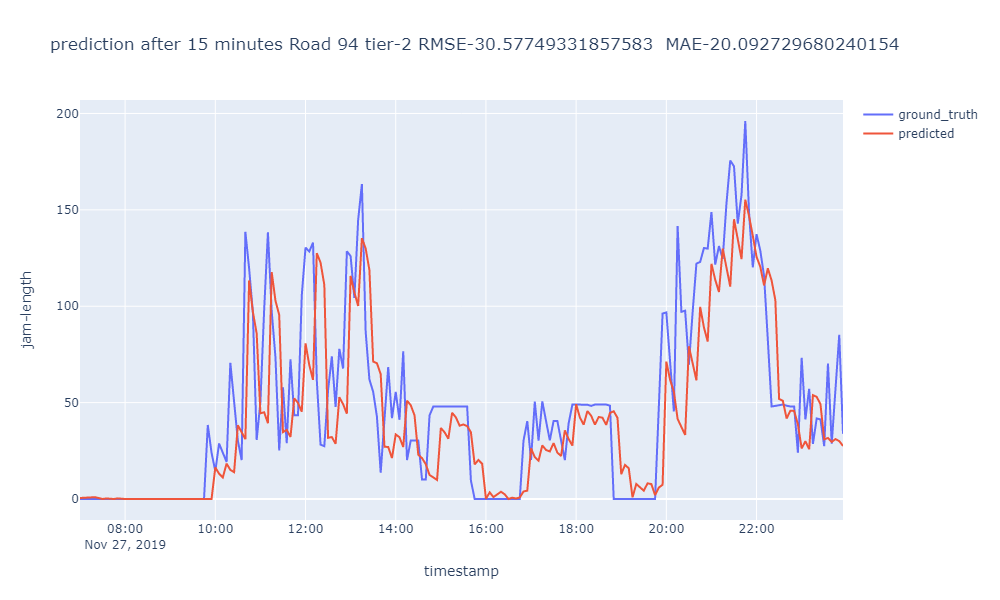 prediction after 15 minutes Road 94 tier-2 RMSE-30.57749331857583  MAE-20.092729680240154
ground_truth
predicted
200
150
100
50
0
jam-length
08:00 10:00 12:00 14:00 16:00 18:00 20:00 22:00
Nov 27, 2019
timestamp